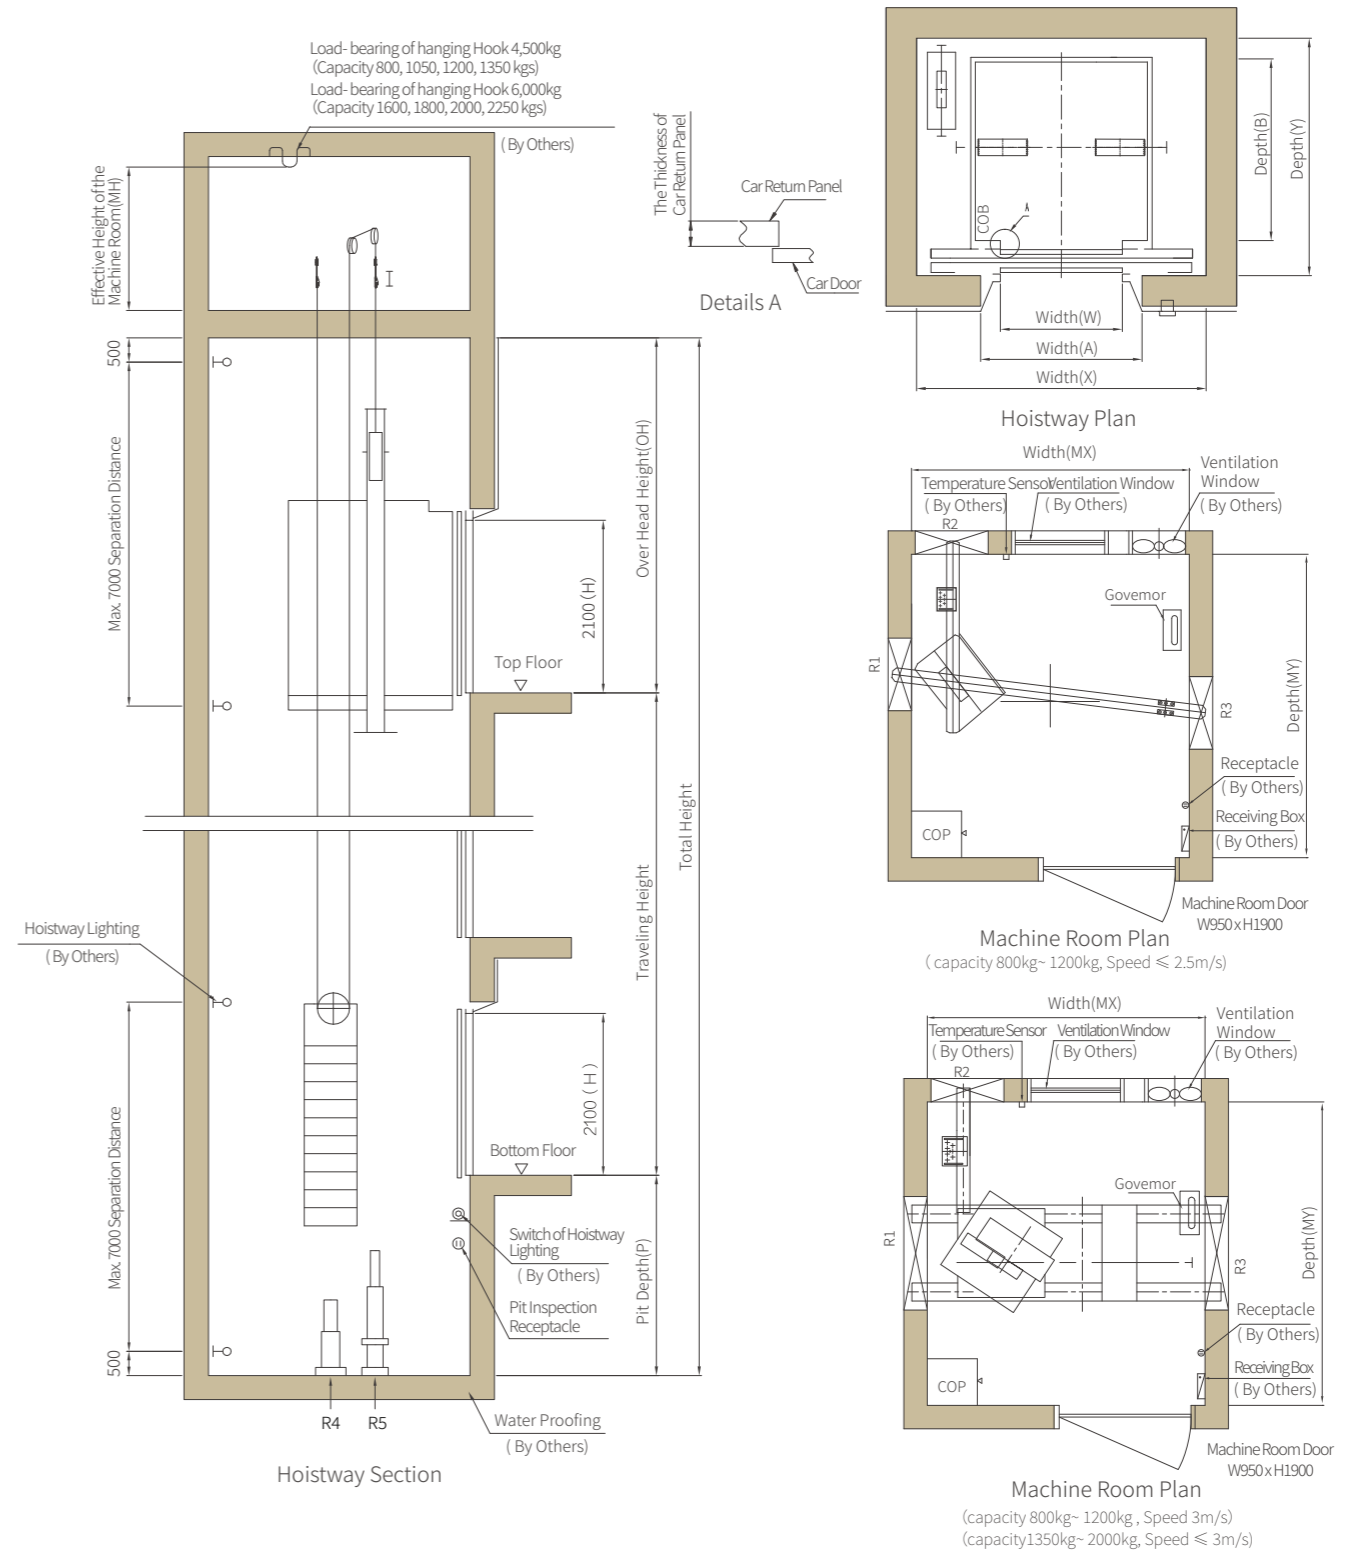 Load- bearing of hanging Hook 4,500kg
(Capacity 800, 1050, 1200, 1350 kgs)
Load- bearing of hanging Hook 6,000kg
(Capacity 1600, 1800, 2000, 2250 kgs)
( By Others)
Effective Height of the
Machine Room(MH)
500
Max. 7000 Separation Distance
Over Head Height(OH)
2100 (H)
Top Floor
Total Height
Traveling Height
Hoistway Lighting
( By Others)
2100 ( H )
Bottom Floor
Max. 7000 Separation Distance
Switch of Hoistway
Lighting
( By Others)
Pit Inspection
Receptacle
Pit Depth(P)
500
R4
R5
Water Proofing
( By Others)
Hoistway Section
The Thickness of
Car Return Panel
Car Return Panel
Car Door
Details A
COB
A
Depth(B)
Depth(Y)
Width(W)
Width(A)
Width(X)
Hoistway Plan
Width(MX)
Ventilation
Window
( By Others)
Temperature Sensor
( By Others)
Ventilation Window
( By Others)
R2
Governor
R1
R3
Depth(MY)
Receptacle
( By Others)
Receiving Box
( By Others)
COP
Machine Room Door
W950 x H1900
Machine Room Plan
( capacity 800kg~ 1200kg, Speed ≤ 2.5m/s)
Width(MX)
Ventilation
Window
( By Others)
Temperature Sensor
( By Others)
Ventilation Window
( By Others)
R2
Governor
R1
R3
Depth (MY)
Receptacle
( By Others)
Receiving Box
( By Others)
COP
Machine Room Door
W950 x H1900
Machine Room Plan
(capacity 800kg~ 1200kg , Speed 3m/s)
(capacity1350kg~ 2000kg, Speed ≤ 3m/s)